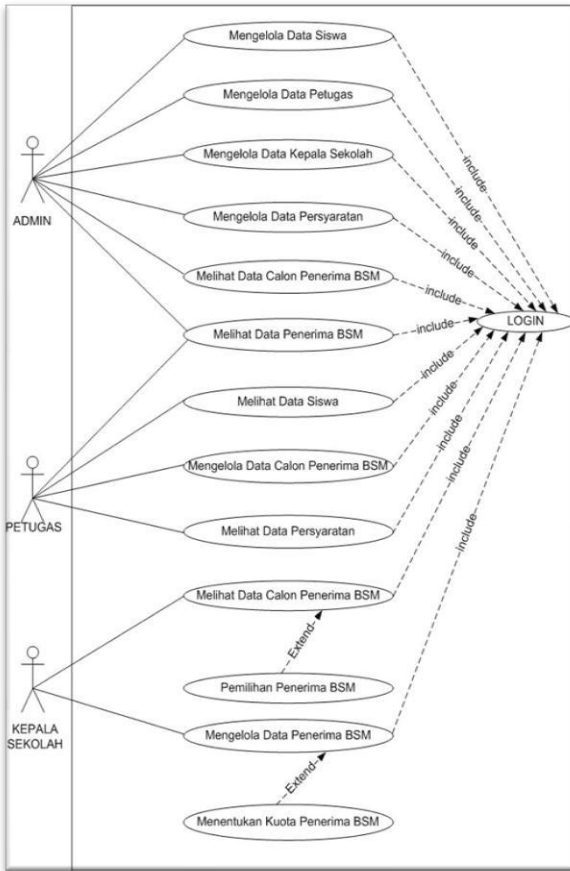 Mengelola Data Siswa
Mengelola Data Petugas
Mengelola Data Kepala Sekolah
ADMIN
Mengelola Data Persyaratan
Melihat Data Calon Penerima BSM
Melihat Data Penerima BSM
LOGIN
Melihat Data Siswa
Mengelola Data Calon Penerima BSM
PETUGAS
Melihat Data Persyaratan
Melihat Data Calon Penerima BSM
Pemilihan Penerima BSM
KEPALA
SEKOLAH
Mengelola Data Penerima BSM
Menentukan Kuota Penerima BSM
include
include
include
include
include
include
include
include
include
include
include
Extend
Extend